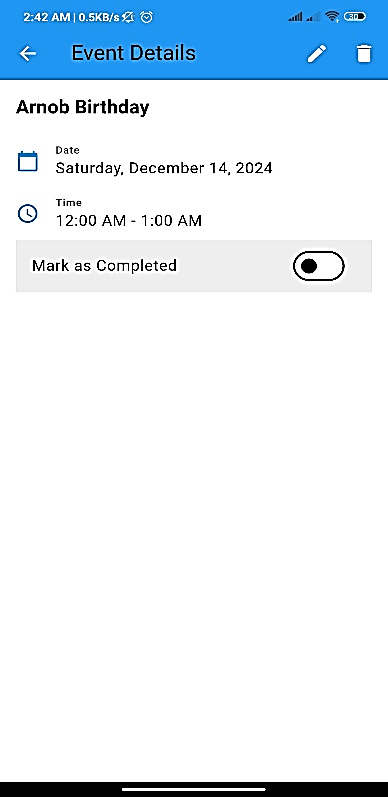 2:42 AM | 0.5KB/s 30
Event Details
Arnob Birthday
Date
Saturday, December 14, 2024
Time
12:00 AM - 1:00 AM
Mark as Completed